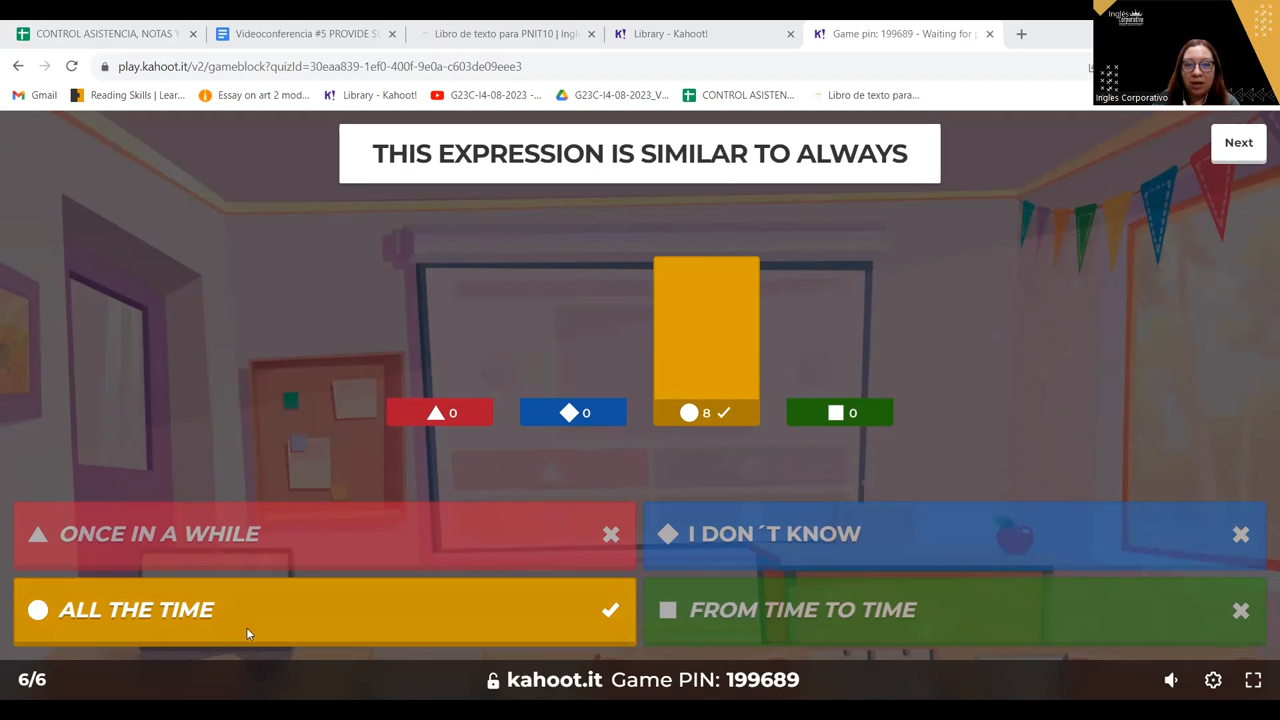 CONTROL ASISTENCIA, NOTAS Y
Videoconferencia #5 PROVIDE SU
Libro de texto para PNIT10 | Ingl
Library - Kahoot!
Game pin: 199689 - Waiting for p
play.kahoot.it/v2/gameblock?quizId=30eaa839-1ef0-400f-9e0a-c603de09eee3
Gmail
Reading Skills | Lear...
Essay on art 2 mod...
Library - Kahoot!
G23C-I4-08-2023 -...
G23C-I4-08-2023_V...
CONTROL ASISTEN...
Libro de texto para...
Inglés
Corporativo
Ingles Corporativo
THIS EXPRESSION IS SIMILAR TO ALWAYS
Next
0
0
8
0
ONCE IN A WHILE
I DON´T KNOW
ALL THE TIME
FROM TIME TO TIME
6/6
kahoot.it Game PIN: 199689